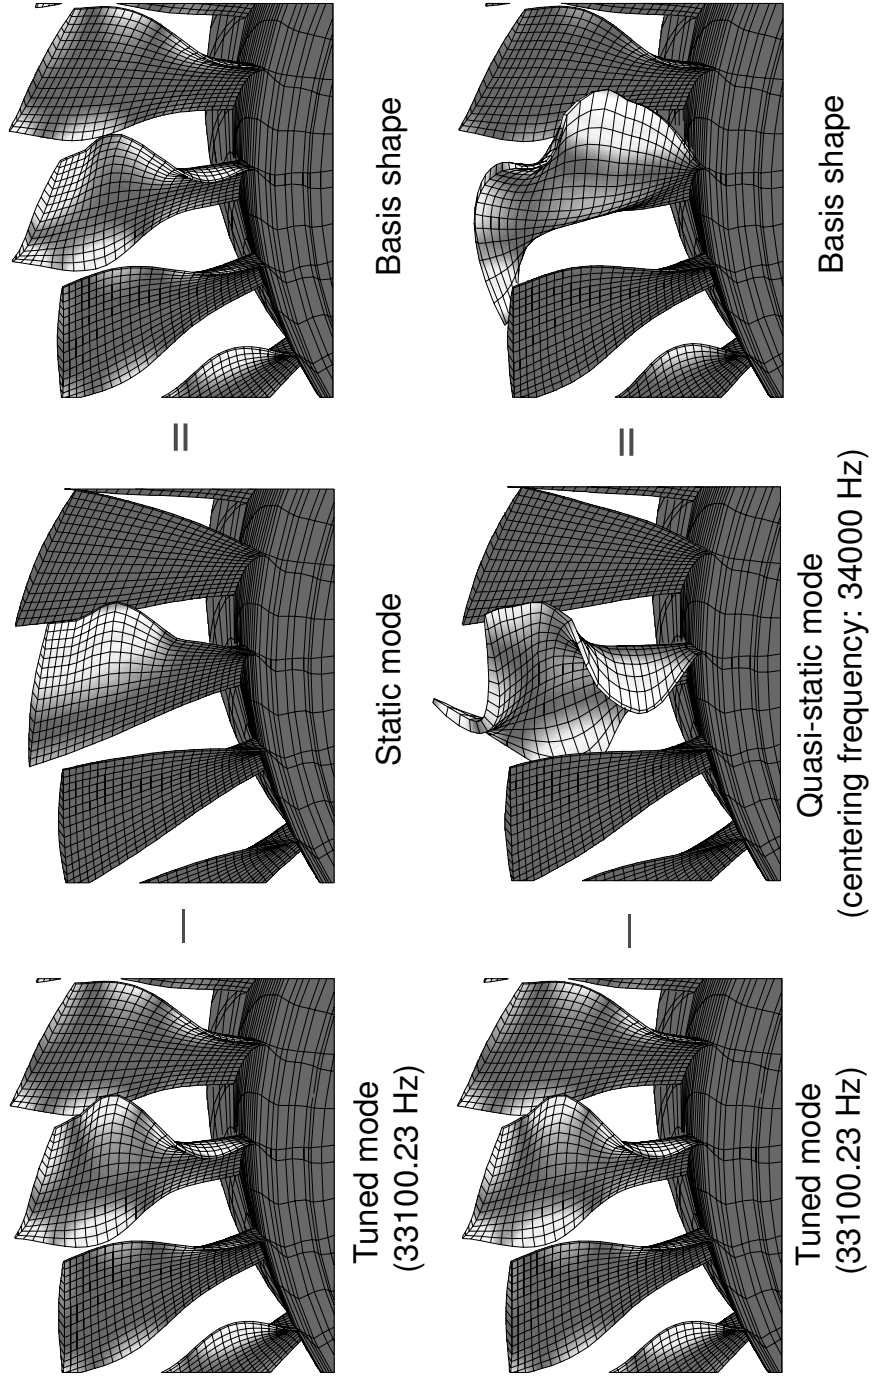 Tuned mode
(33100.23 Hz)
–
Static mode
=
Basis shape
Tuned mode
(33100.23 Hz)
–
Quasi-static mode
(centering frequency: 34000 Hz)
=
Basis shape